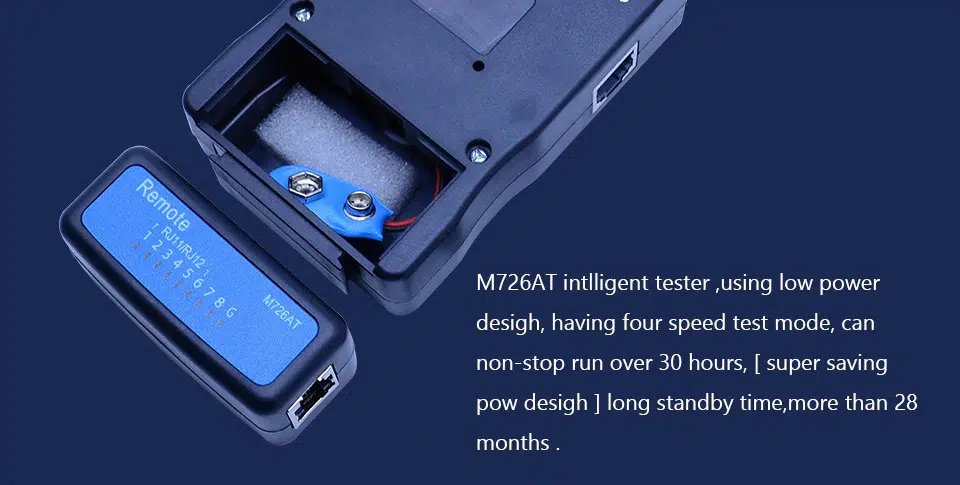 Remote
[ RJ11/RJ12 ]
1 2 3 4 5 6 7 8 G
M726AT
M726AT intlligent tester ,using low power
desigh, having four speed test mode, can
non-stop run over 30 hours, [ super saving
pow desigh ] long standby time,more than 28
months .